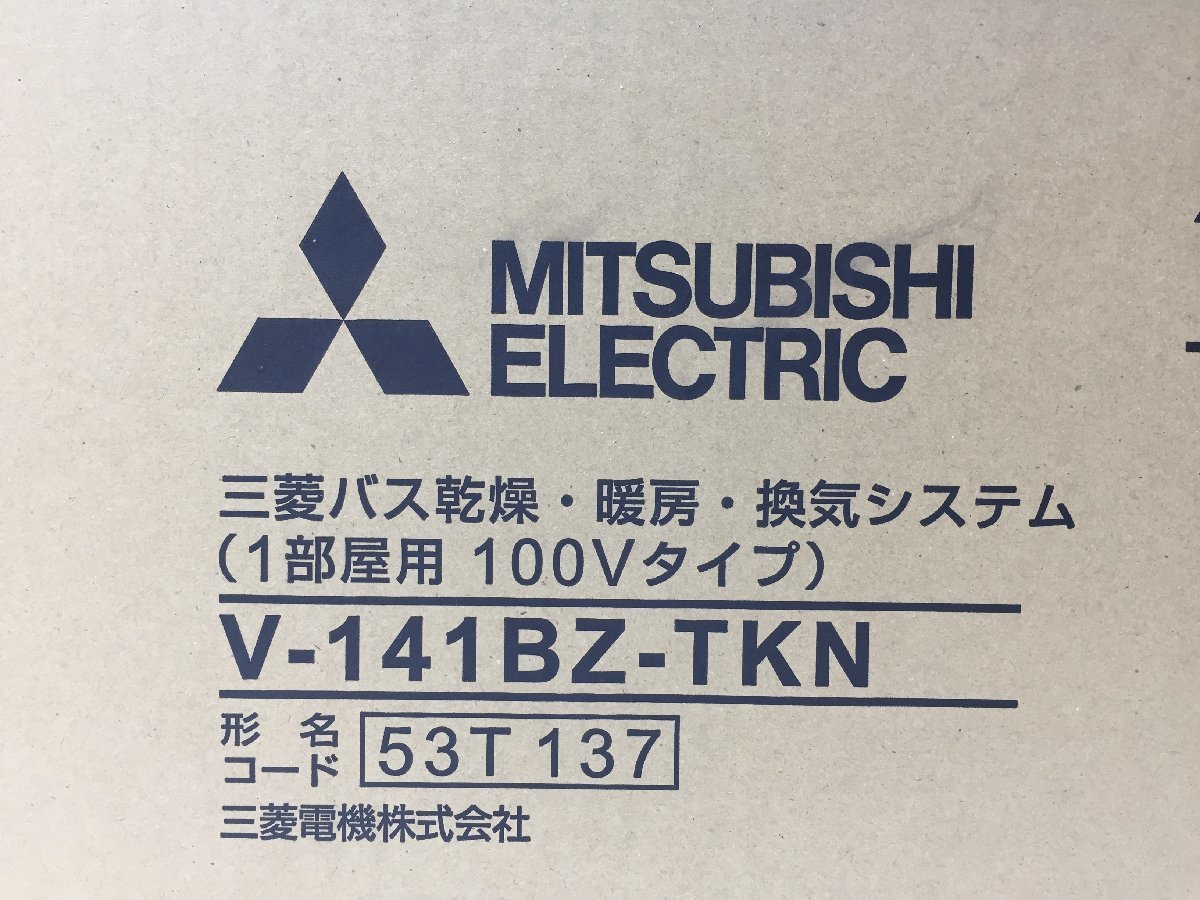 MITSUBISHI
ELECTRIC
三菱バス乾燥・暖房・換気システム
（1部屋用 100Vタイプ）
V-141BZ-TKN
形名
コード 53T 137
三菱電機株式会社